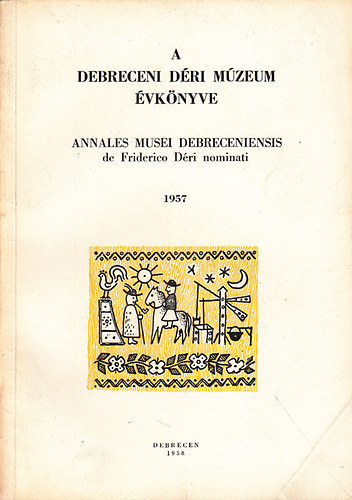 A
DEBRECENI DÉRI MÚZEUM
ÉVKÖNYVE
ANNALES MUSEI DEBRECENIENSIS
de Friderico Déri nominati
1957
DEBRECEN
1958